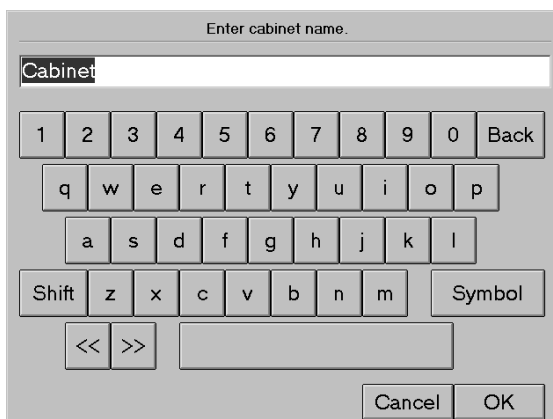 Enter cabinet name.
Cabinet
1 2 3 4 5 6 7 8 9 0 Back
q w e r t y u i o p
a s d f g h j k l
Shift z x c v b n m Symbol
<< >>
Cancel OK